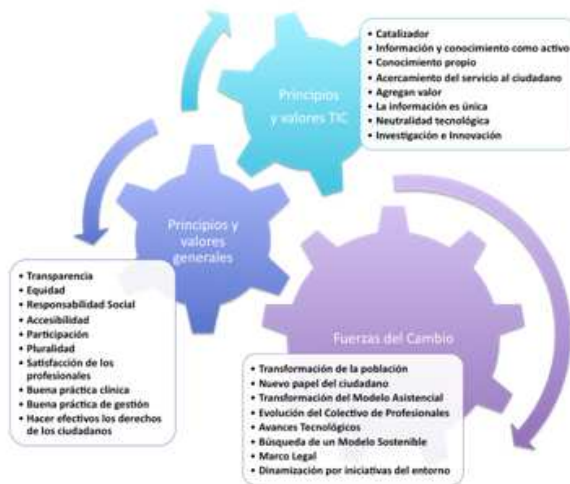 Principios
y valores TIC
• Catalizador
• Información y conocimiento como activo
• Conocimiento propio
• Acercamiento del servicio al ciudadano
• Agregan valor
• La información es única
• Neutralidad tecnológica
• Investigación e Innovación
Principios y
valores
generales
• Transparencia
• Equidad
• Responsabilidad Social
• Accesibilidad
• Participación
• Pluralidad
• Satisfacción de los
profesionales
• Buena práctica clínica
• Buena práctica de gestión
• Hacer efectivos los derechos
de los ciudadanos
Fuerzas del Cambio
• Transformación de la población
• Nuevo papel del ciudadano
• Transformación del Modelo Asistencial
• Evolución del Colectivo de Profesionales
• Avances Tecnológicos
• Búsqueda de un Modelo Sostenible
• Marco Legal
• Dinamización por iniciativas del entorno